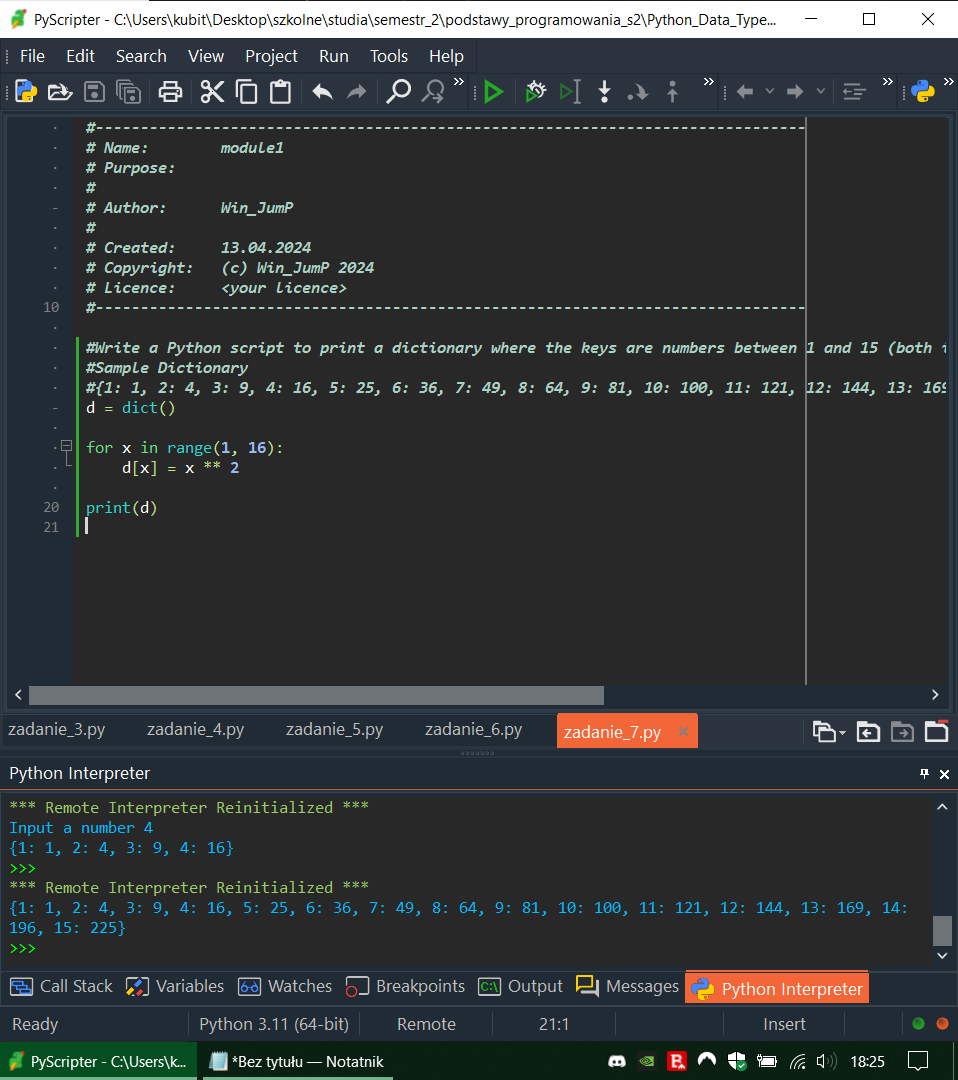 PyScripter - C:\Users\kubit\Desktop\szkolne\studia\semestr_2\podstawy_programowania_s2\Python_Data_Type...
File Edit Search View Project Run Tools Help
#------------------------------------------------------------------------------
# Name:        module1
# Purpose:
#
# Author:      Win_JumP
#
# Created:     13.04.2024
# Copyright:   (c) Win_JumP 2024
# Licence:     <your licence>
10 #------------------------------------------------------------------------------
#Write a Python script to print a dictionary where the keys are numbers between 1 and 15 (both
#Sample Dictionary
#{1: 1, 2: 4, 3: 9, 4: 16, 5: 25, 6: 36, 7: 49, 8: 64, 9: 81, 10: 100, 11: 121, 12: 144, 13: 169
d = dict()
for x in range(1, 16):
    d[x] = x ** 2
20 print(d)
21
zadanie_3.py zadanie_4.py zadanie_5.py zadanie_6.py zadanie_7.py ×
Python Interpreter
*** Remote Interpreter Reinitialized ***
Input a number 4
{1: 1, 2: 4, 3: 9, 4: 16}
>>>
*** Remote Interpreter Reinitialized ***
{1: 1, 2: 4, 3: 9, 4: 16, 5: 25, 6: 36, 7: 49, 8: 64, 9: 81, 10: 100, 11: 121, 12: 144, 13: 169, 14:
196, 15: 225}
>>>
Call Stack Variables Watches Breakpoints Output Messages Python Interpreter
Ready Python 3.11 (64-bit) Remote 21:1 Insert
PyScripter - C:\Users\k... *Bez tytułu — Notatnik 18:25